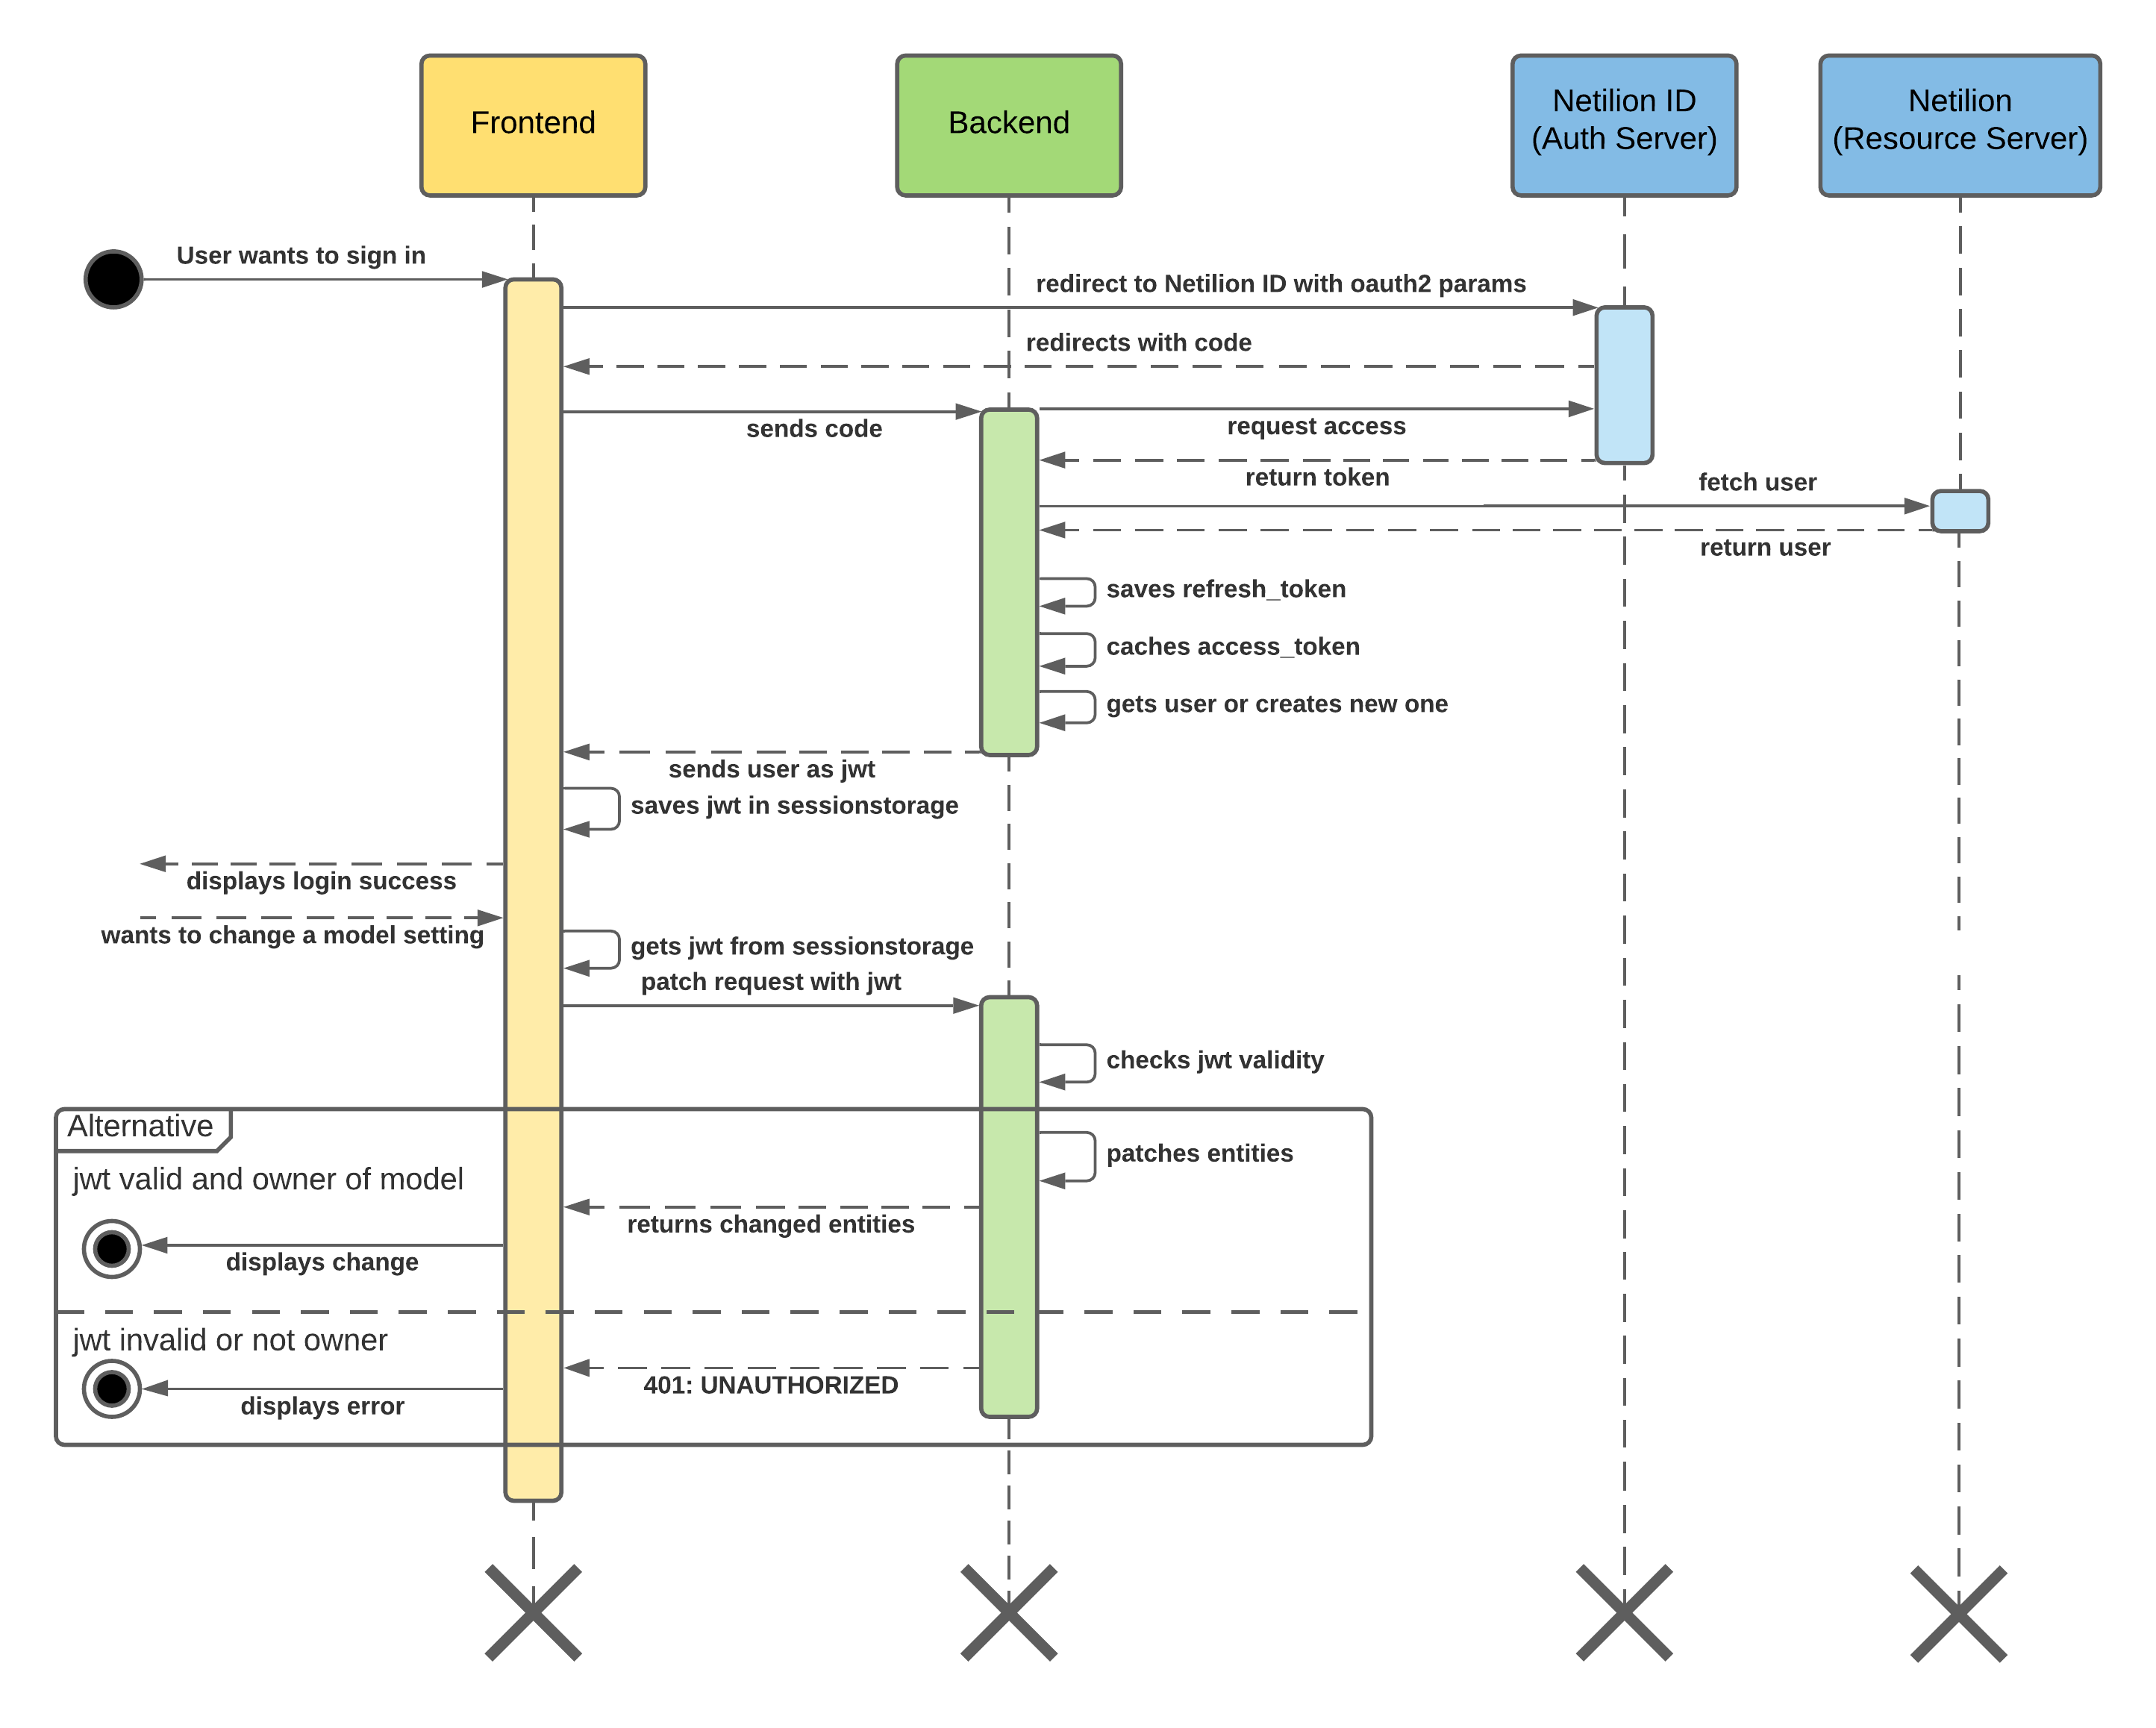 Frontend
Backend
Netilion ID
(Auth Server)
Netilion
(Resource Server)
User wants to sign in
redirect to Netilion ID with oauth2 params
redirects with code
sends code
request access
return token
fetch user
return user
saves refresh_token
caches access_token
gets user or creates new one
sends user as jwt
saves jwt in sessionstorage
displays login success
wants to change a model setting
gets jwt from sessionstorage
patch request with jwt
checks jwt validity
Alternative
patches entities
jwt valid and owner of model
returns changed entities
displays change
jwt invalid or not owner
401: UNAUTHORIZED
displays error